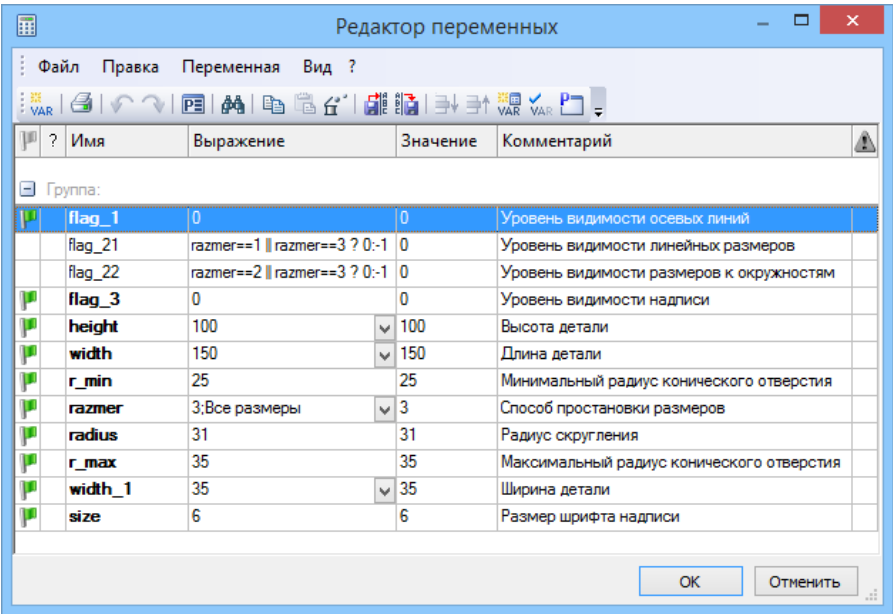 Редактор переменных
Файл Правка Переменная Вид ?
VAR PE VAR VAR P
? Имя Выражение Значение Комментарий
Группа:
flag_1 0 0 Уровень видимости осевых линий
flag_21 razmer==1 || razmer==3 ? 0:-1 0 Уровень видимости линейных размеров
flag_22 razmer==2 || razmer==3 ? 0:-1 0 Уровень видимости размеров к окружностям
flag_3 0 0 Уровень видимости надписи
height 100 100 Высота детали
width 150 150 Длина детали
r_min 25 25 Минимальный радиус конического отверстия
razmer 3;Все размеры 3 Способ простановки размеров
radius 31 31 Радиус скругления
r_max 35 35 Максимальный радиус конического отверстия
width_1 35 35 Ширина детали
size 6 6 Размер шрифта надписи
OK Отменить